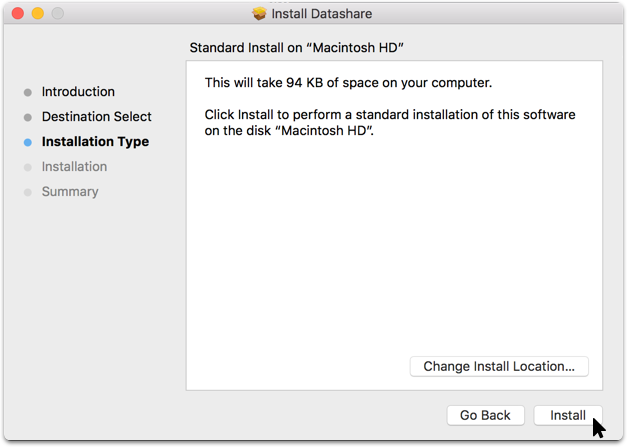 Install Datashare
Standard Install on “Macintosh HD”
Introduction
Destination Select
Installation Type
Installation
Summary
This will take 94 KB of space on your computer.
Click Install to perform a standard installation of this software
on the disk “Macintosh HD”.
Change Install Location...
Go Back
Install